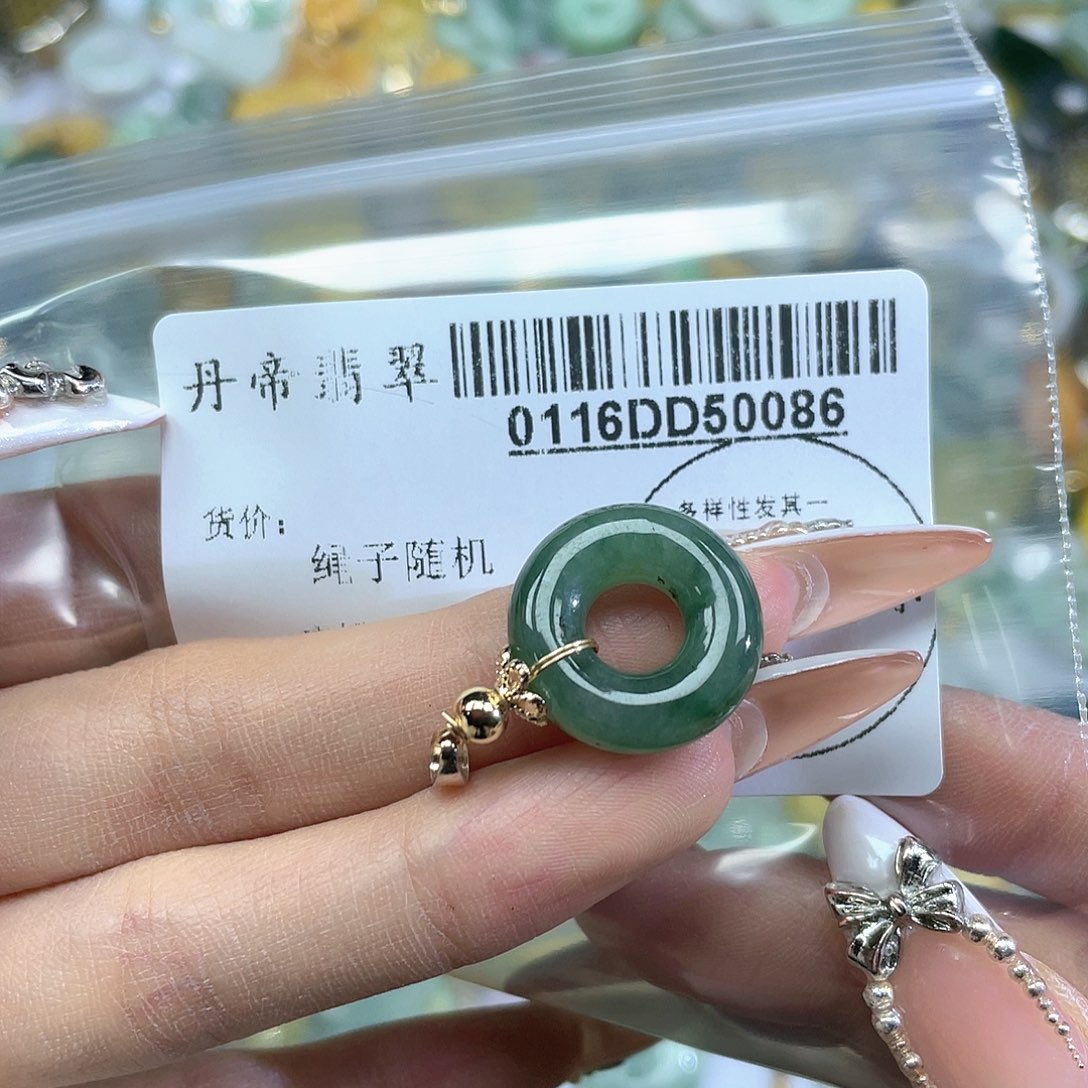 丹帝翡翠
0116DD50086
多样性发其一
货价:
绳子随机